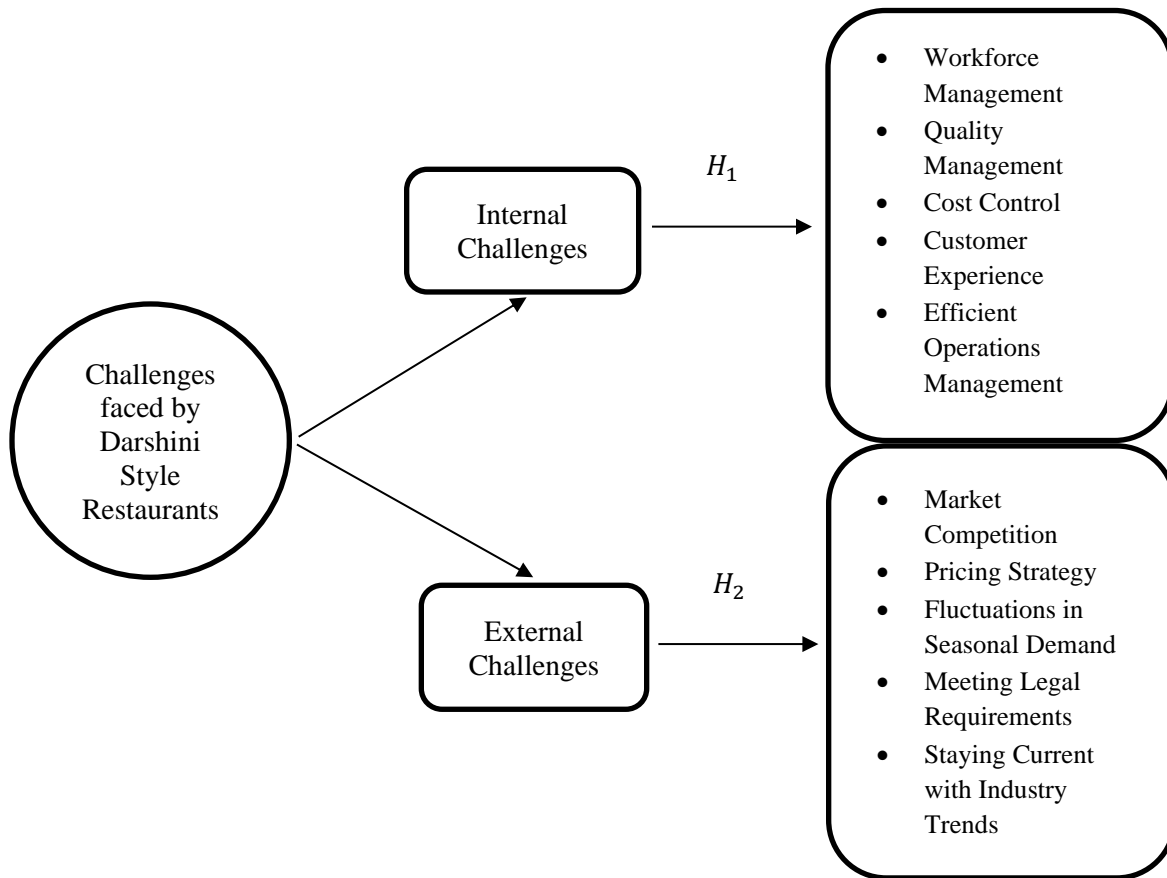 Challenges
faced by
Darshini
Style
Restaurants
Internal
Challenges
H₁
• Workforce
Management
• Quality
Management
• Cost Control
• Customer
Experience
• Efficient
Operations
Management
External
Challenges
H₂
• Market
Competition
• Pricing Strategy
• Fluctuations in
Seasonal Demand
• Meeting Legal
Requirements
• Staying Current
with Industry
Trends